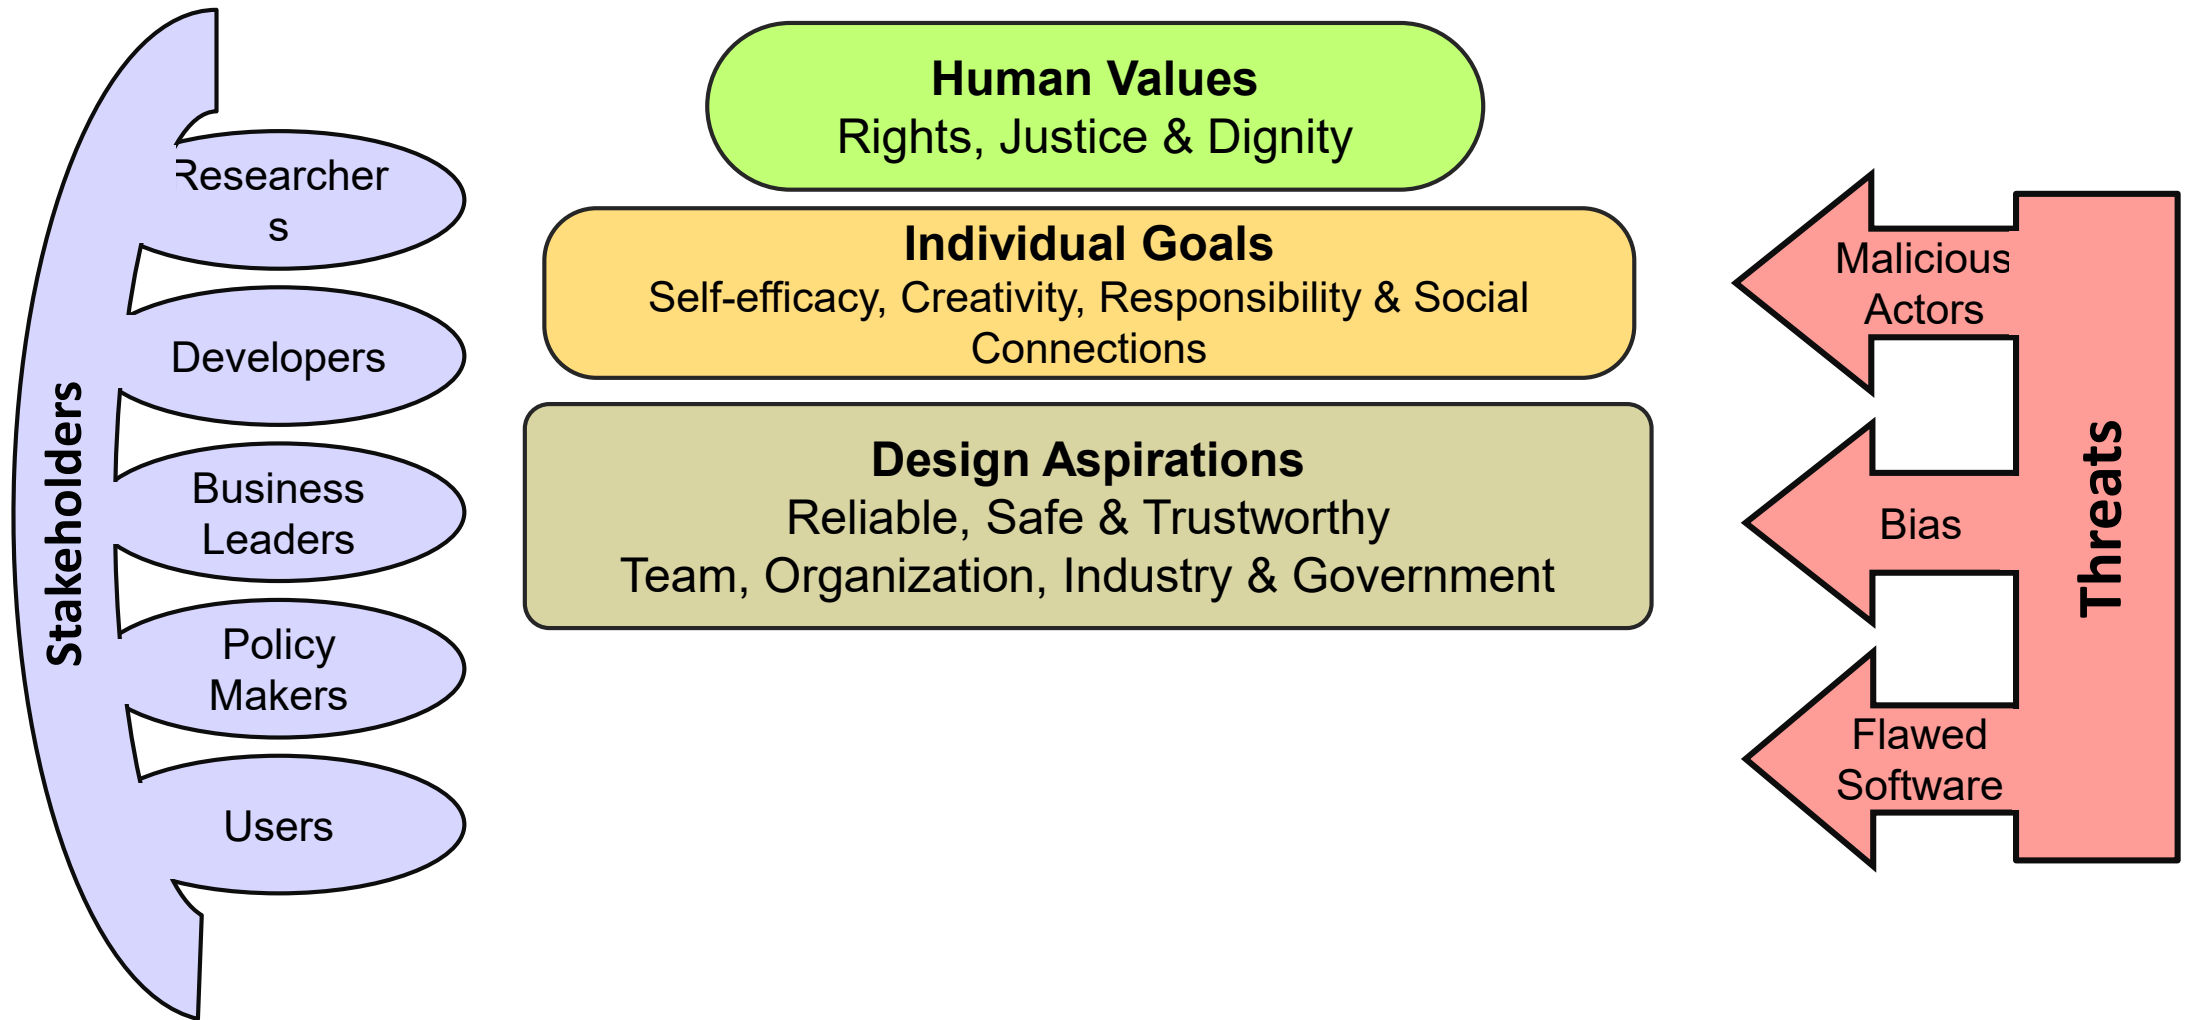 Stakeholders
Researcher
s
Developers
Business
Leaders
Policy
Makers
Users
Human Values
Rights, Justice & Dignity
Individual Goals
Self-efficacy, Creativity, Responsibility & Social
Connections
Design Aspirations
Reliable, Safe & Trustworthy
Team, Organization, Industry & Government
Malicious
Actors
Bias
Flawed
Software
Threats